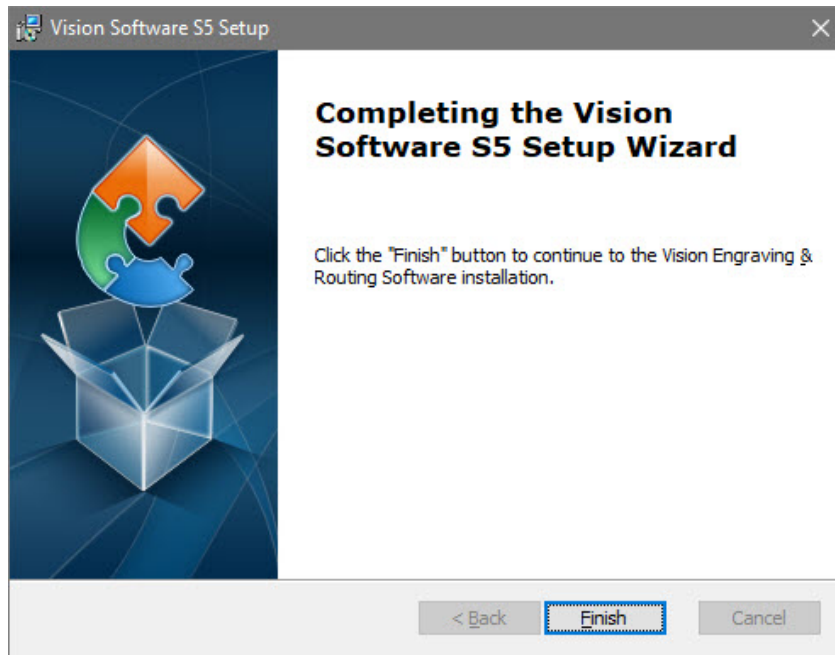 Vision Software S5 Setup
Completing the Vision
Software S5 Setup Wizard
Click the "Finish" button to continue to the Vision Engraving &
Routing Software installation.
< Back Finish Cancel